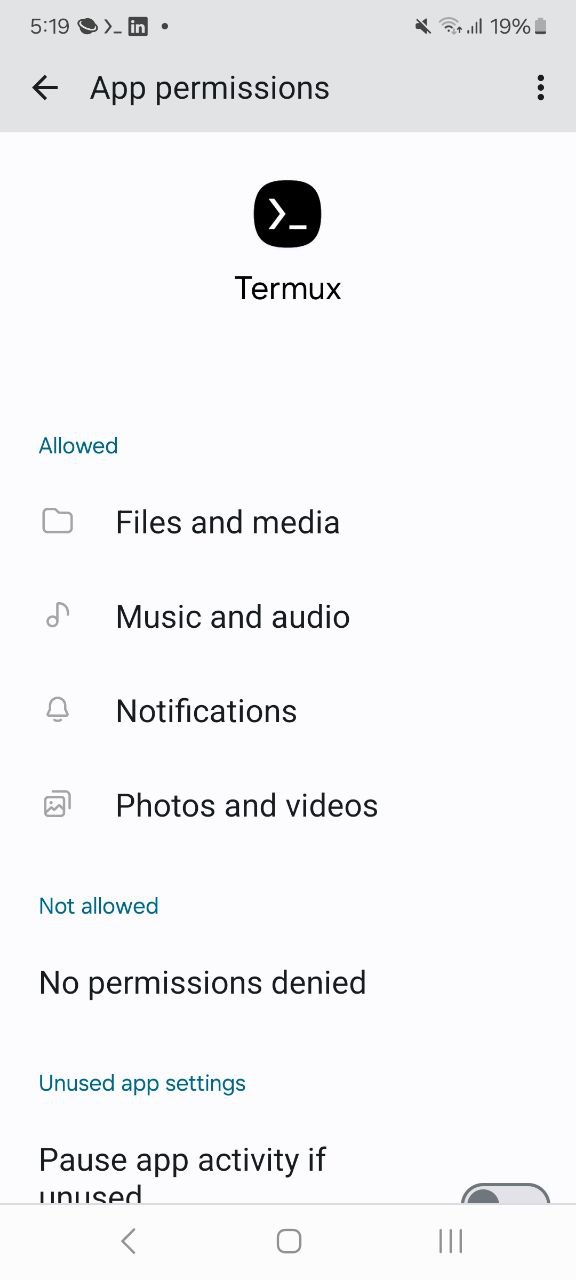 5:19 19%
App permissions
Termux
Allowed
Files and media
Music and audio
Notifications
Photos and videos
Not allowed
No permissions denied
Unused app settings
Pause app activity if
unused